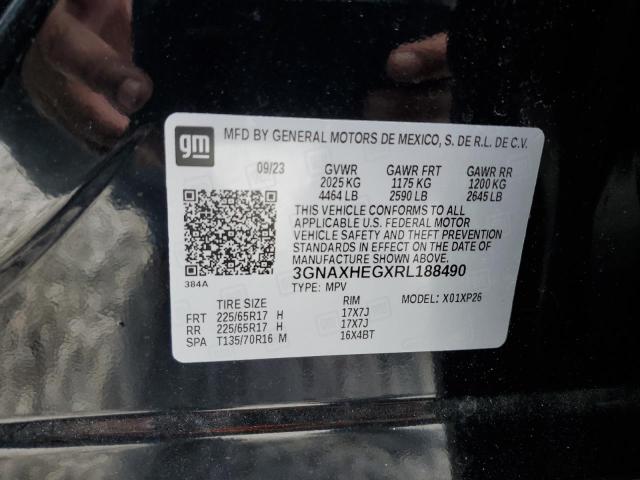 gm MFD BY GENERAL MOTORS DE MEXICO, S. DE R.L. DE C.V.
09/23 GVWR GAWR FRT GAWR RR
2025 KG 1175 KG 1200 KG
4464 LB 2590 LB 2645 LB
THIS VEHICLE CONFORMS TO ALL
APPLICABLE U.S. FEDERAL MOTOR
VEHICLE SAFETY AND THEFT PREVENTION
STANDARDS IN EFFECT ON THE DATE OF
MANUFACTURE SHOWN ABOVE.
3GNAXHEGXRL188490
384A TYPE: MPV MODEL: X01XP26
TIRE SIZE RIM
FRT 225/65R17 H 17X7J
RR 225/65R17 H 17X7J
SPA T135/70R16 M 16X4BT